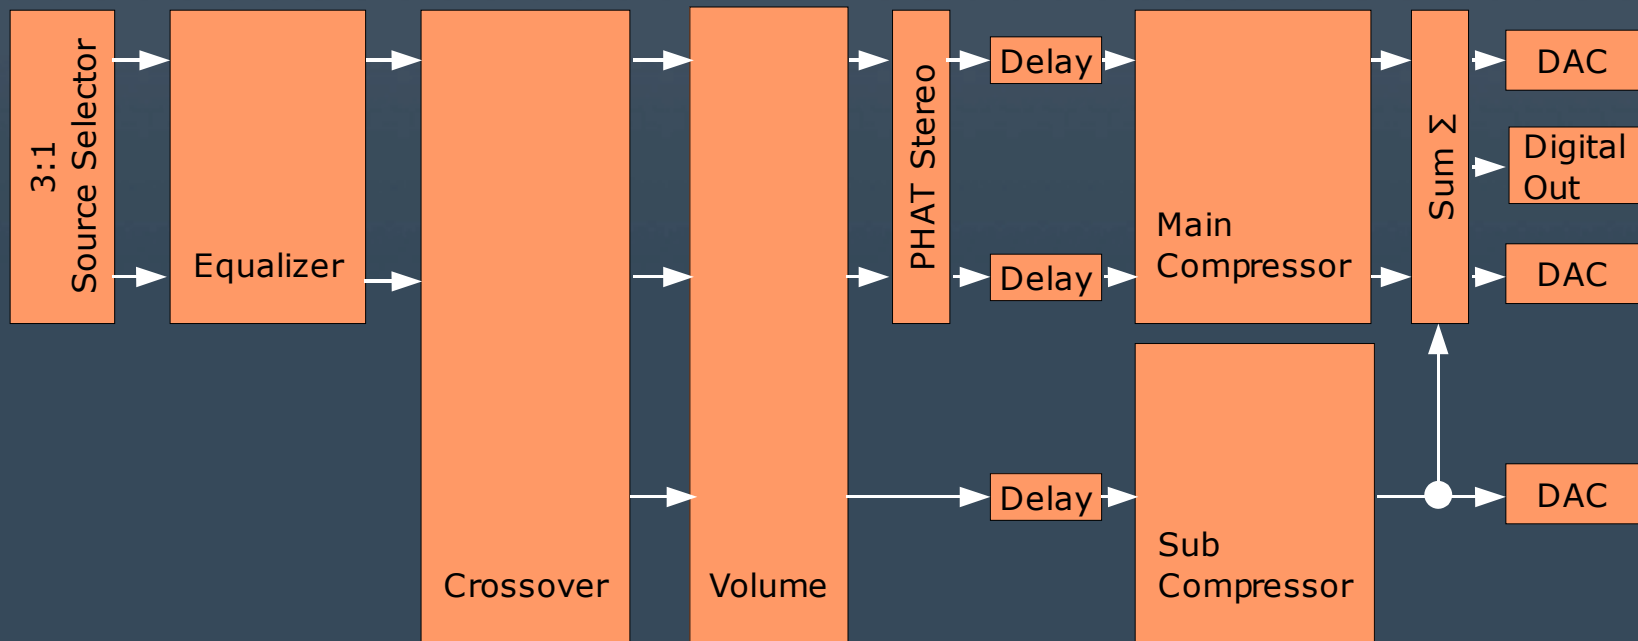 3:1
Source Selector
Equalizer
Crossover
Volume
PHAT Stereo
Delay
Delay
Delay
Main
Compressor
Sub
Compressor
Sum Σ
DAC
Digital
Out
DAC
DAC